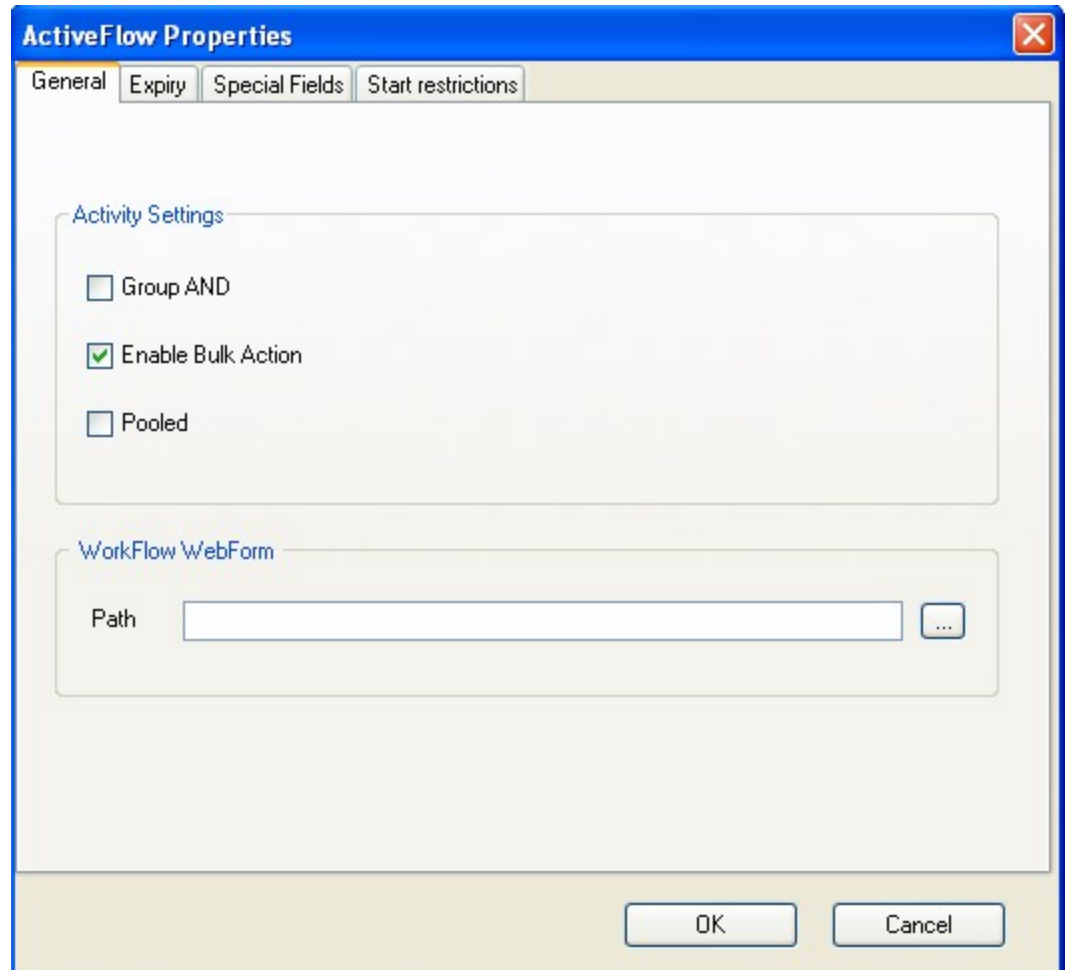 ActiveFlow Properties
General Expiry Special Fields Start restrictions
Activity Settings
Group AND
Enable Bulk Action
Pooled
WorkFlow WebForm
Path ...
OK Cancel